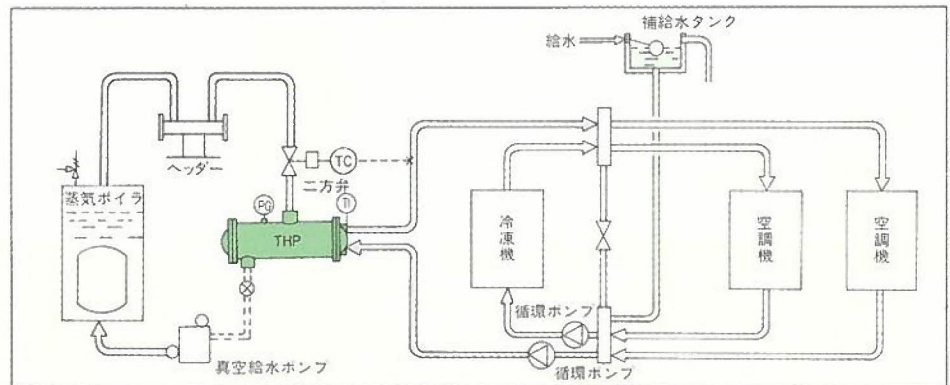 補給水タンク
給水
ヘッダー
TC
二方弁
蒸気ボイラ
PG
TI
THP
冷凍機
空調機
空調機
循環ポンプ
循環ポンプ
真空給水ポンプ